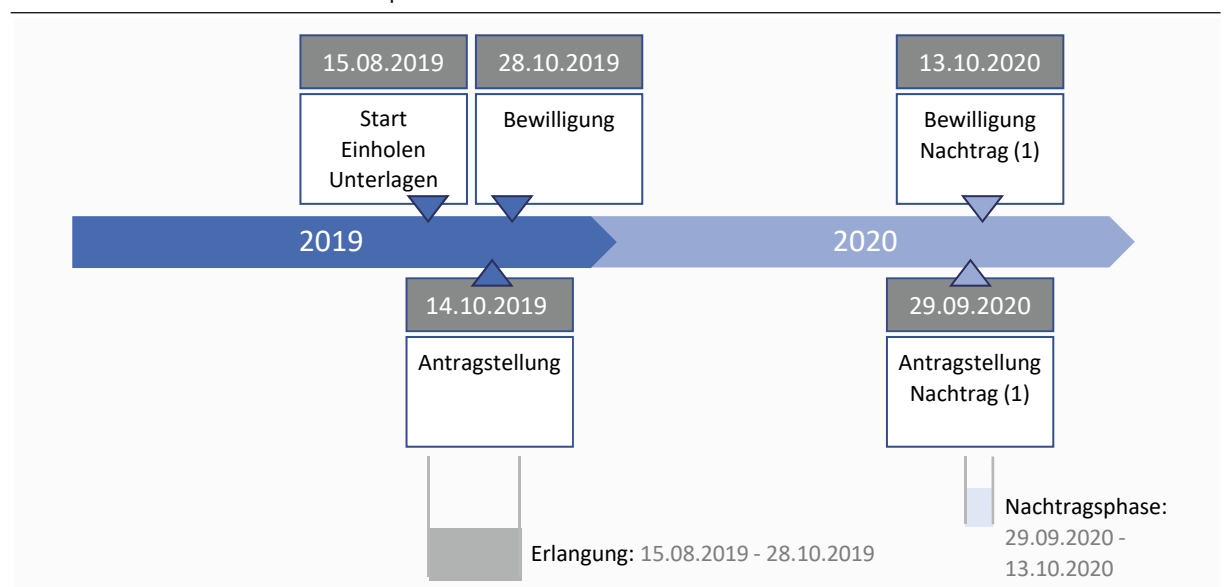 15.08.2019
28.10.2019
13.10.2020
Start
Einholen
Unterlagen
Bewilligung
Bewilligung
Nachtrag (1)
2019
2020
14.10.2019
29.09.2020
Antragstellung
Antragstellung
Nachtrag (1)
Nachtragsphase:
29.09.2020 -
13.10.2020
Erlangung: 15.08.2019 - 28.10.2019